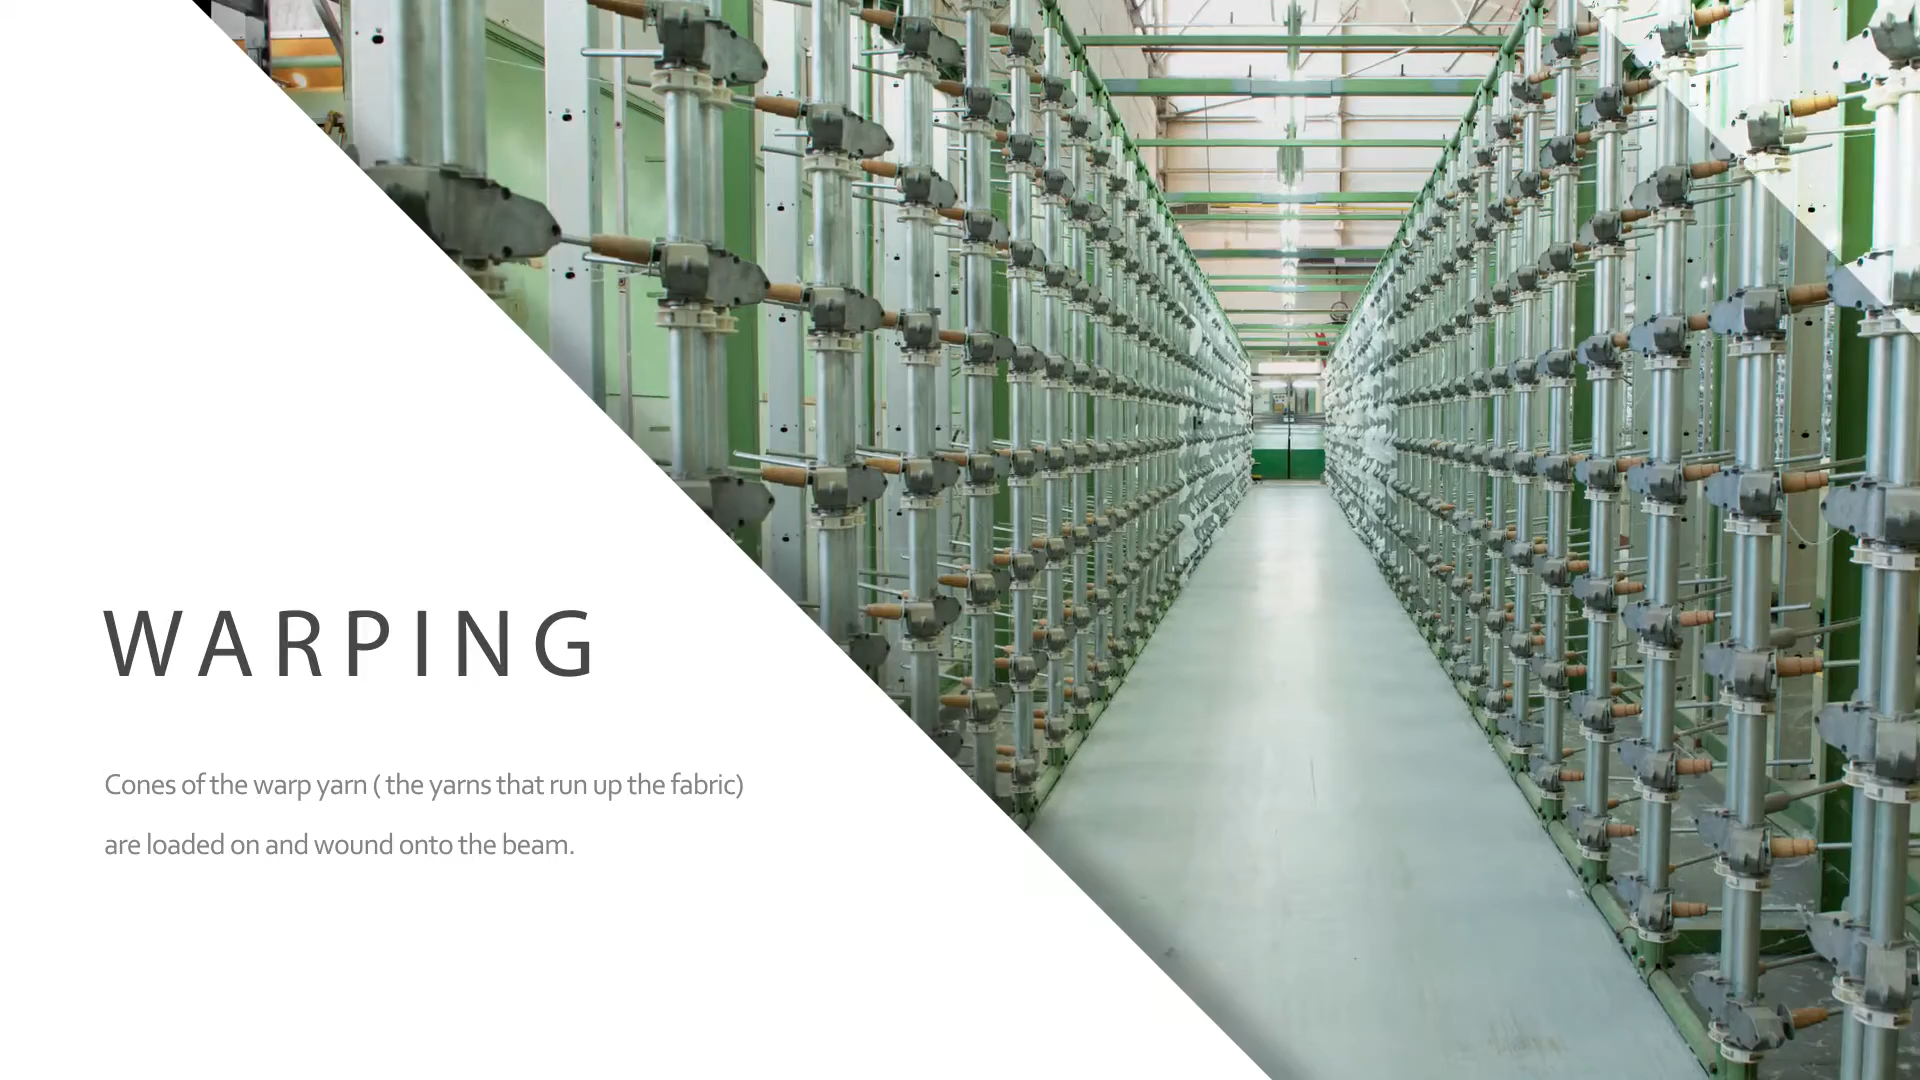 WARPING
Cones of the warp yarn ( the yarns that run up the fabric)
are loaded on and wound onto the beam.